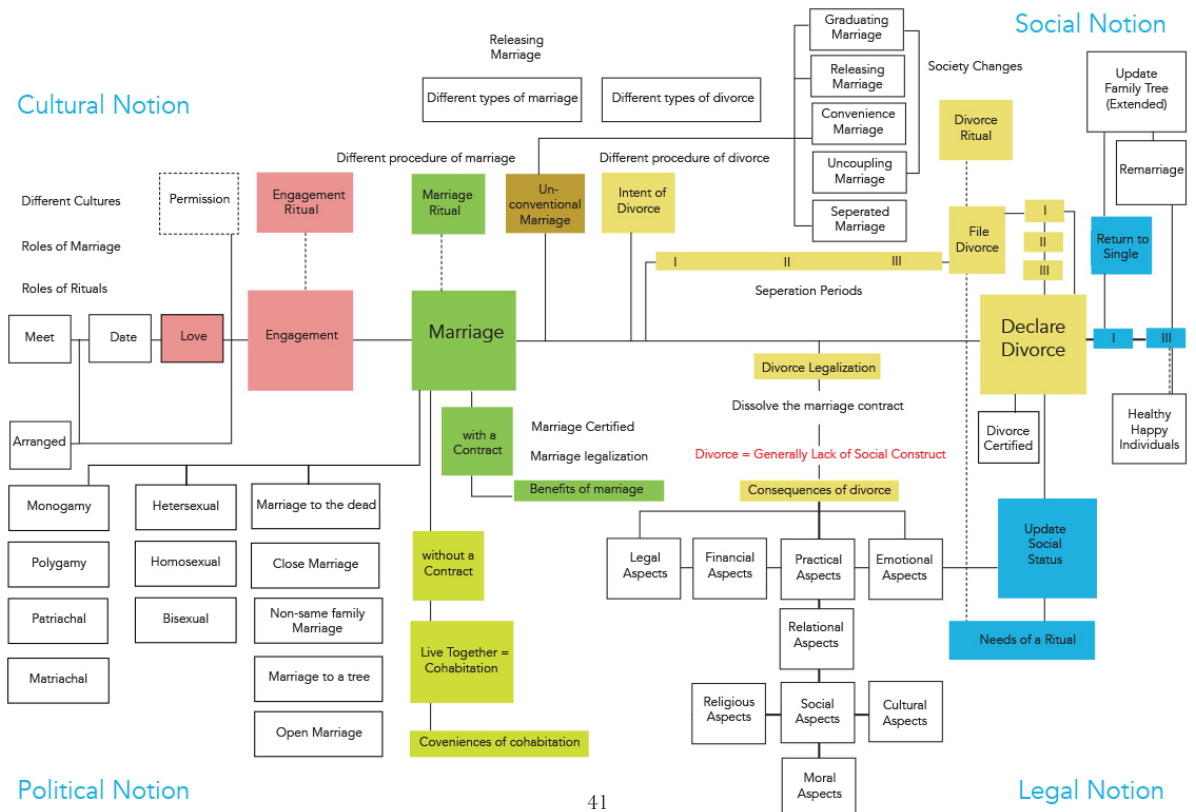 Social Notion
Cultural Notion
Releasing
Marriage
Different types of marriage
Different types of divorce
Graduating
Marriage
Releasing
Marriage
Convenience
Marriage
Uncoupling
Marriage
Seperated
Marriage
Society Changes
Divorce
Ritual
Update
Family Tree
(Extended)
Remarriage
Different procedure of marriage
Different procedure of divorce
Different Cultures
Roles of Marriage
Roles of Rituals
Permission
Engagement
Ritual
Marriage
Ritual
Un-
conventional
Marriage
Intent of
Divorce
File
Divorce
I
II
III
Return to
Single
I
II
III
Seperation Periods
Meet
Date
Love
Engagement
Marriage
Declare
Divorce
I
III
Arranged
Divorce Legalization
Dissolve the marriage contract
Divorce = Generally Lack of Social Construct
Consequences of divorce
Divorce
Certified
Healthy
Happy
Individuals
with a
Contract
Marriage Certified
Marriage legalization
Benefits of marriage
Monogamy
Hetersexual
Marriage to the dead
Polygamy
Homosexual
Close Marriage
Patriachal
Bisexual
Non-same family
Marriage
Matriachal
Marriage to a tree
Open Marriage
without a
Contract
Live Together =
Cohabitation
Coveniences of cohabitation
Legal
Aspects
Financial
Aspects
Practical
Aspects
Emotional
Aspects
Update
Social
Status
Relational
Aspects
Needs of a Ritual
Religious
Aspects
Social
Aspects
Cultural
Aspects
Moral
Aspects
Political Notion
41
Legal Notion